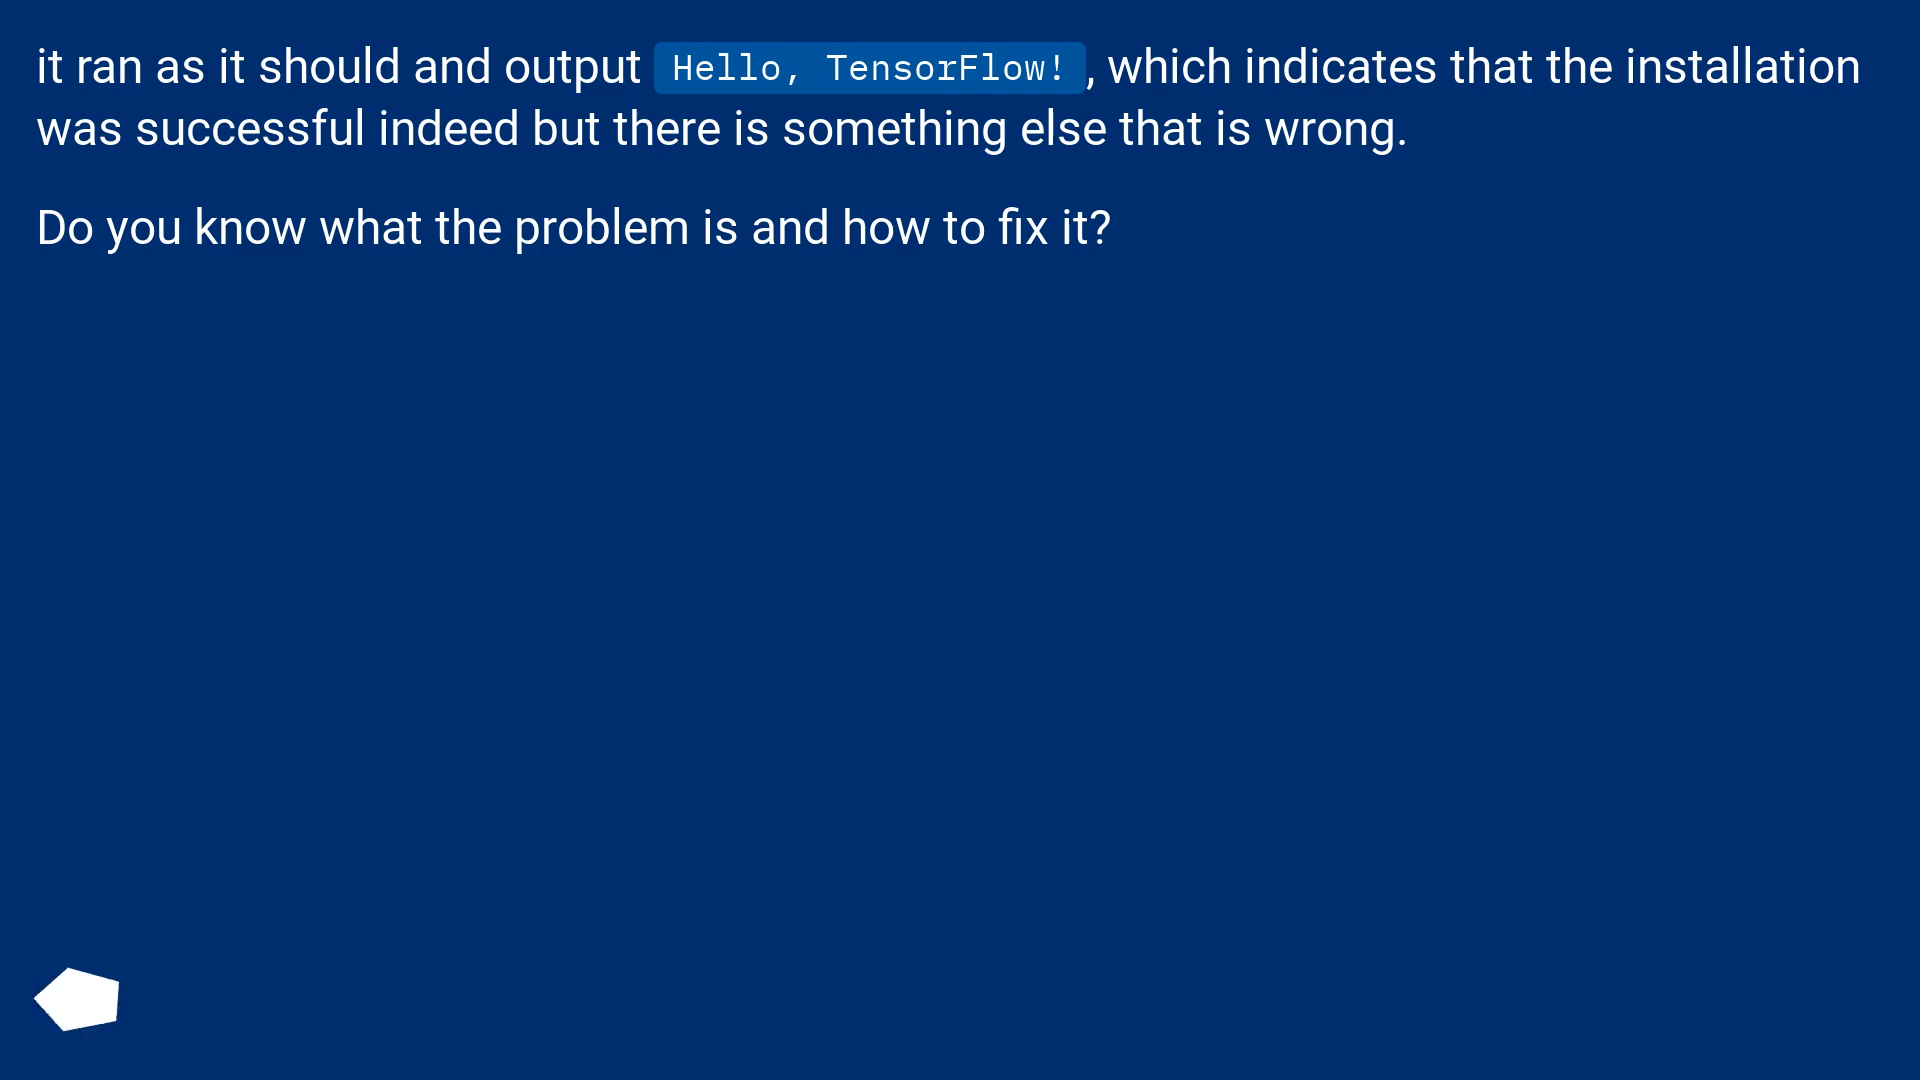 it ran as it should and output Hello, TensorFlow!, which indicates that the installation
was successful indeed but there is something else that is wrong.
Do you know what the problem is and how to fix it?